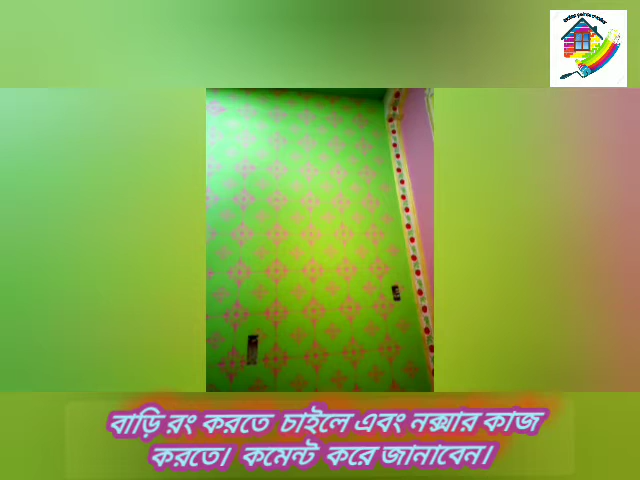 বাড়ি রং করতে চাইলে এবং নক্সার কাজ
করতে। কমেন্ট করে জানাবেন।